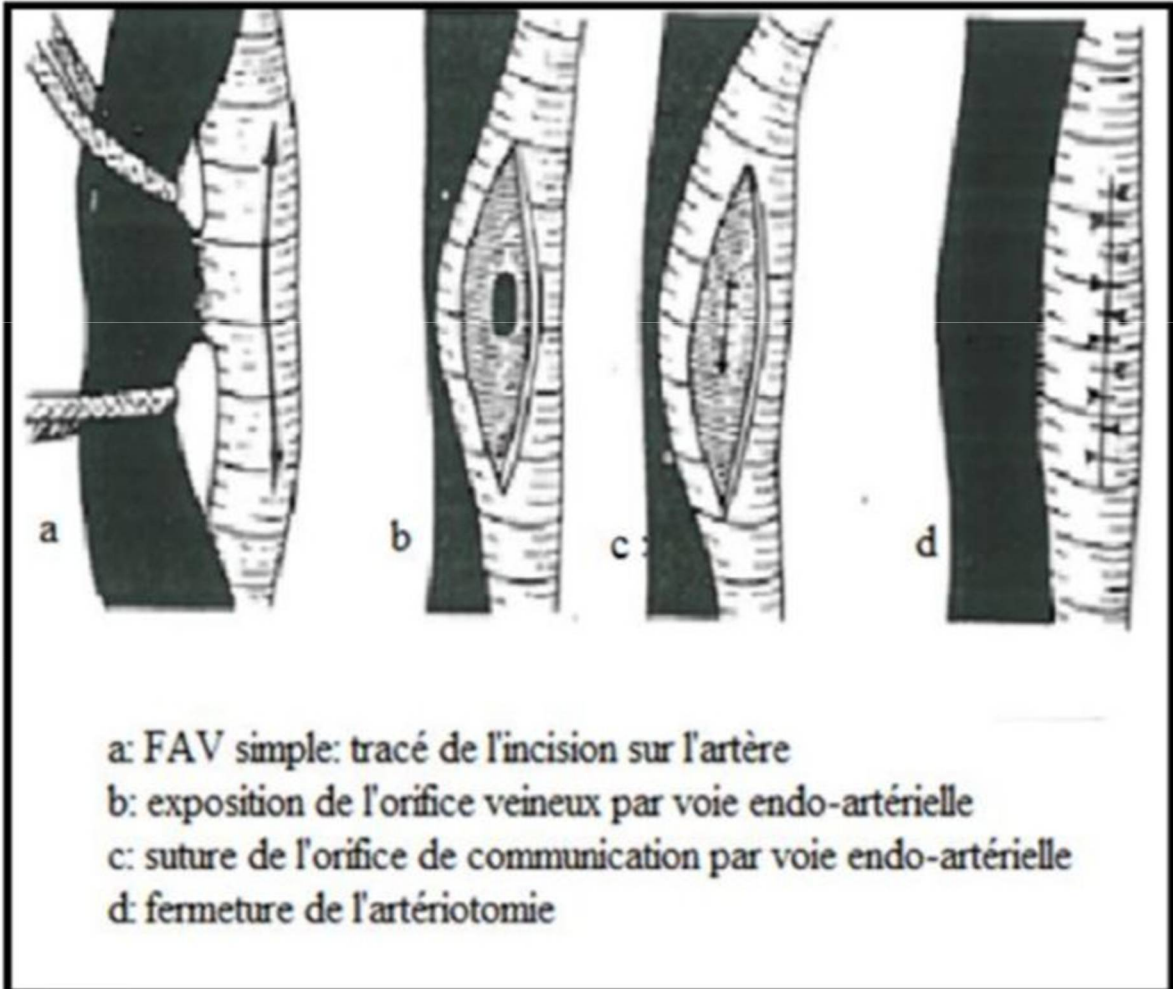 a b c : d
a: FAV simple: tracé de l'incision sur l'artère
b: exposition de l'orifice veineux par voie endo-artérielle
c: suture de l'orifice de communication par voie endo-artérielle
d: fermeture de l'artériotomie